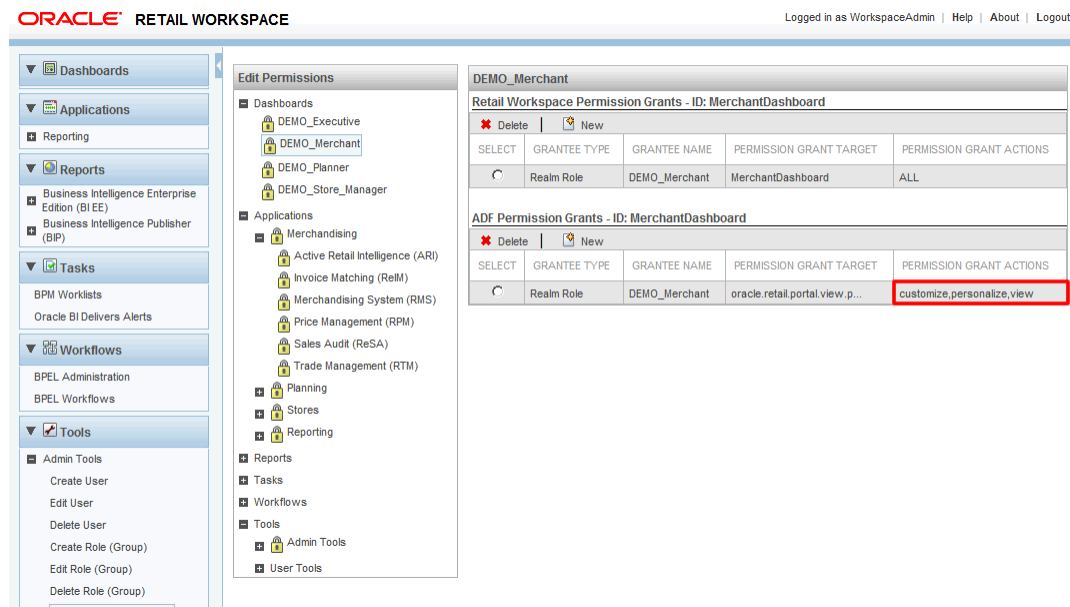 ORACLE RETAIL WORKSPACE
Logged in as WorkspaceAdmin | Help | About | Logout
Dashboards
Applications
Reporting
Reports
Business Intelligence Enterprise
Edition (BI EE)
Business Intelligence Publisher
(BIP)
Tasks
BPM Worklists
Oracle BI Delivers Alerts
Workflows
BPEL Administration
BPEL Workflows
Tools
Admin Tools
Create User
Edit User
Delete User
Create Role (Group)
Edit Role (Group)
Delete Role (Group)
Edit Permissions
Dashboards
DEMO_Executive
DEMO_Merchant
DEMO_Planner
DEMO_Store_Manager
Applications
Merchandising
Active Retail Intelligence (ARI)
Invoice Matching (ReIM)
Merchandising System (RMS)
Price Management (RPM)
Sales Audit (ReSA)
Trade Management (RTM)
Planning
Stores
Reporting
Reports
Tasks
Workflows
Tools
Admin Tools
User Tools
DEMO_Merchant
Retail Workspace Permission Grants - ID: MerchantDashboard
Delete | New
SELECT GRANTEE TYPE GRANTEE NAME PERMISSION GRANT TARGET PERMISSION GRANT ACTIONS
Realm Role DEMO_Merchant MerchantDashboard ALL
ADF Permission Grants - ID: MerchantDashboard
Delete | New
SELECT GRANTEE TYPE GRANTEE NAME PERMISSION GRANT TARGET PERMISSION GRANT ACTIONS
Realm Role DEMO_Merchant oracle.retail.portal.view.p... customize,personalize,view